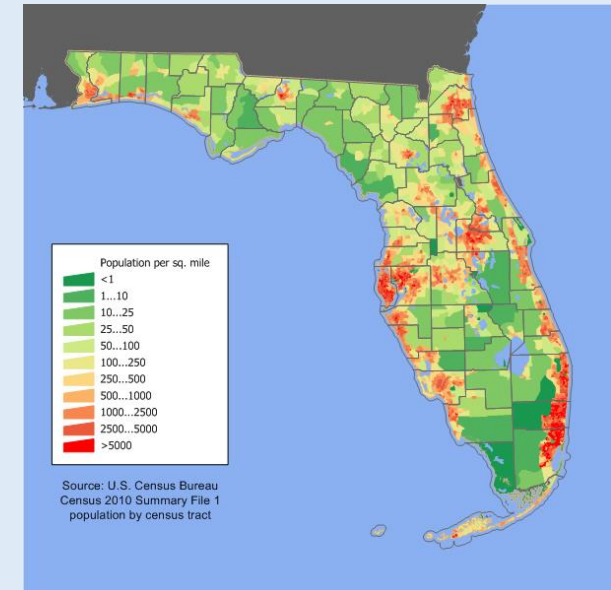 Population per sq. mile
<1
1...10
10...25
25...50
50...100
100...250
250...500
500...1000
1000...2500
2500...5000
>5000
Source: U.S. Census Bureau
Census 2010 Summary File 1
population by census tract